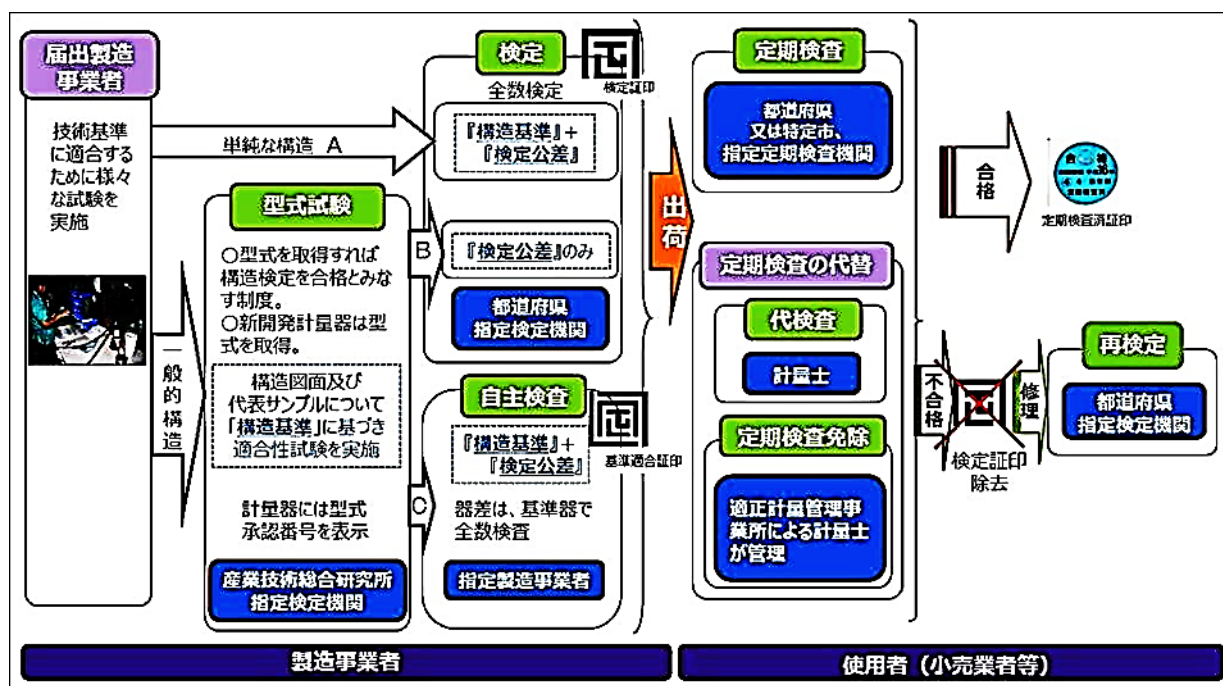 届出製造
事業者
技術基準
に適合する
ために様々
な試験を
実施
単純な構造 A
一般的構造
型式試験
○型式を取得すれば
構造検定を合格とみな
す制度。
○新開発計量器は型
式を取得。
構造図面及び
代表サンプルについて
「構造基準」に基づき
適合性試験を実施
計量器には型式
承認番号を表示
産業技術総合研究所
指定検定機関
検定
検定証印
全数検定
『構造基準』+
『検定公差』
B
『検定公差』のみ
都道府県
指定検定機関
C
自主検査
基準適合証印
『構造基準』+
『検定公差』
器差は、基準器で
全数検査
指定製造事業者
出荷
定期検査
都道府県
又は特定市、
指定定期検査機関
定期検査の代替
代検査
計量士
定期検査免除
適正計量管理事
業所による計量士
が管理
合格
合格
定期検査済証印
不合格
検定証印
除去
修理
再検定
都道府県
指定検定機関
製造事業者
使用者（小売業者等）